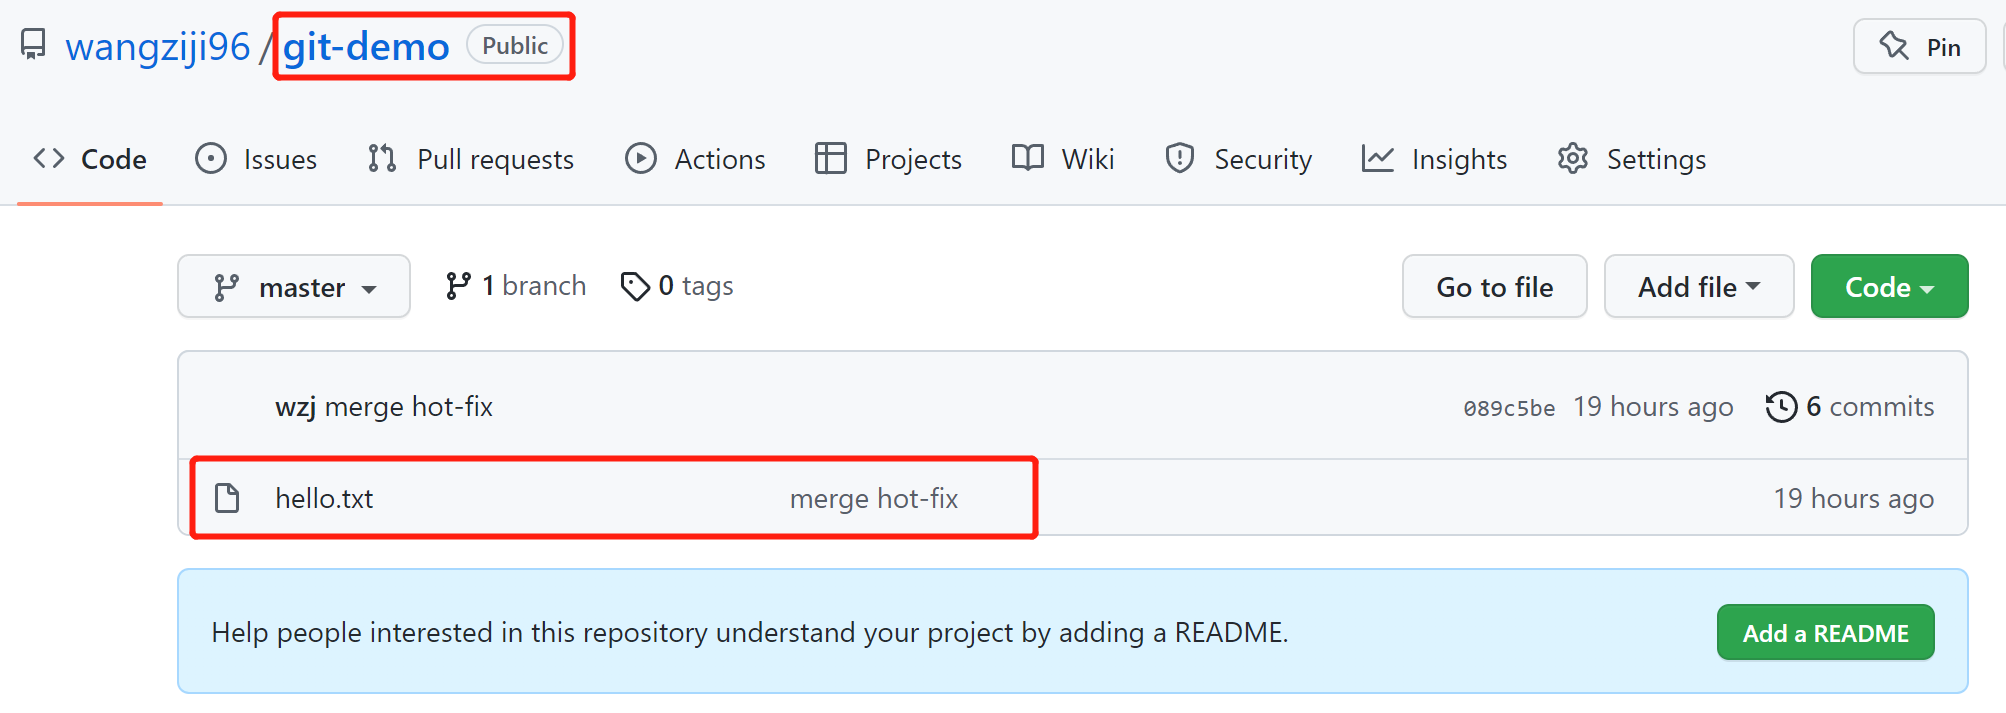 wangziji96 / git-demo Public Pin
Code Issues Pull requests Actions Projects Wiki Security Insights Settings
master 1 branch 0 tags Go to file Add file Code
wzj merge hot-fix 089c5be 19 hours ago 6 commits
hello.txt merge hot-fix 19 hours ago
Help people interested in this repository understand your project by adding a README. Add a README